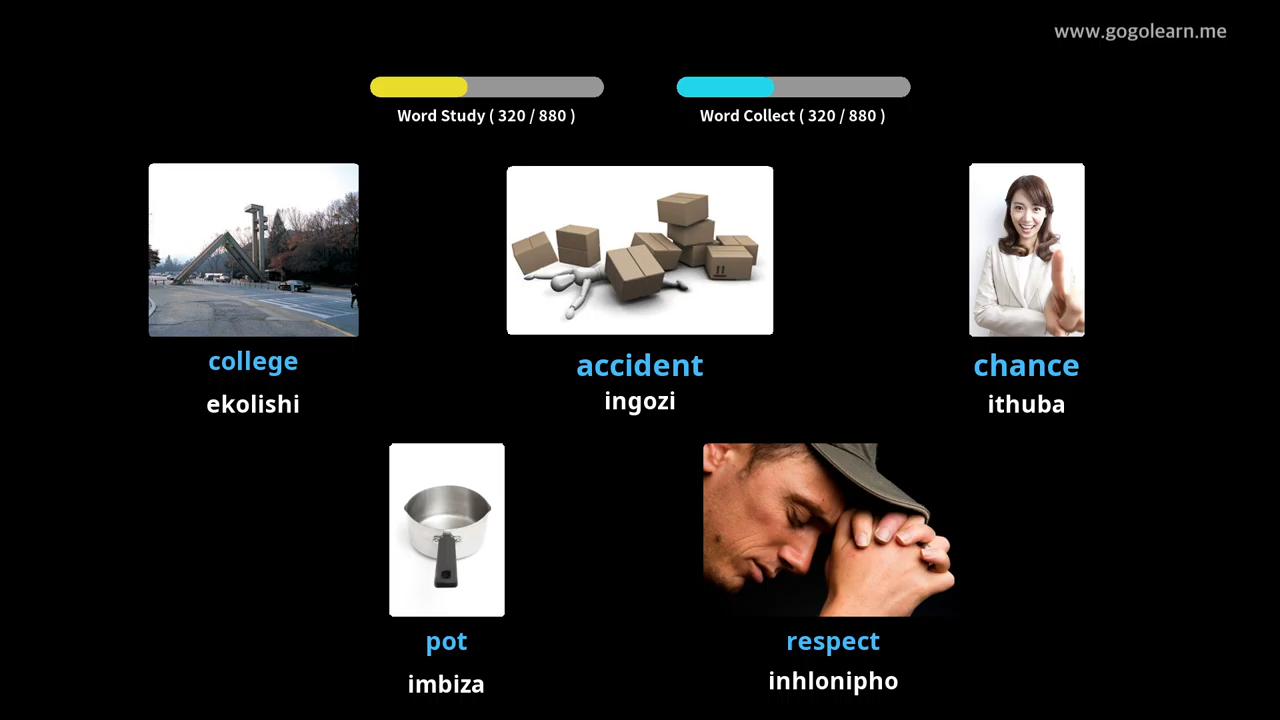 www.gogolearn.me
Word Study ( 320 / 880 )
Word Collect ( 320 / 880 )
college
ekolishi
accident
ingozi
chance
ithuba
pot
imbiza
respect
inhlonipho